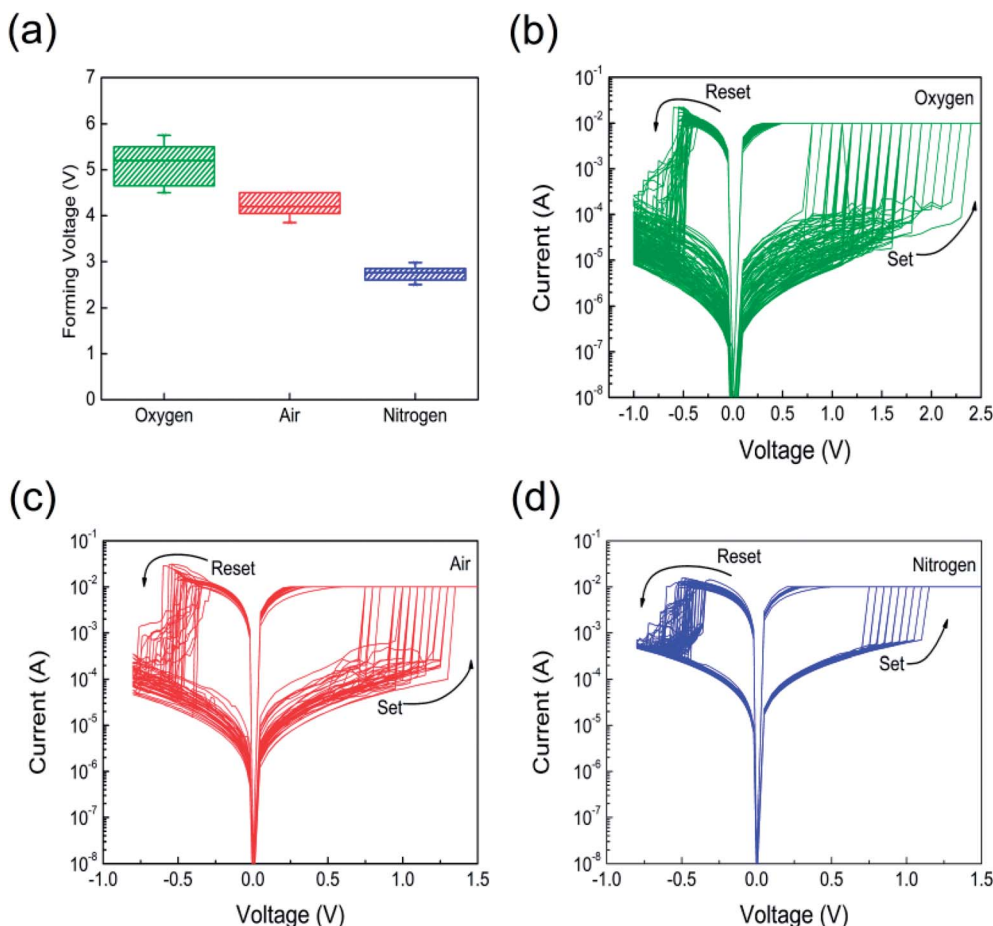 (a)
7
6
5
4
3
2
1
0
Forming Voltage (V)
Oxygen Air Nitrogen
(b)
10⁻¹
10⁻²
10⁻³
10⁻⁴
10⁻⁵
10⁻⁶
10⁻⁷
10⁻⁸
Current (A)
Reset
Oxygen
Set
-1.0 -0.5 0.0 0.5 1.0 1.5 2.0 2.5
Voltage (V)
(c)
10⁻¹
10⁻²
10⁻³
10⁻⁴
10⁻⁵
10⁻⁶
10⁻⁷
10⁻⁸
Current (A)
Reset
Air
Set
-1.0 -0.5 0.0 0.5 1.0 1.5
Voltage (V)
(d)
10⁻¹
10⁻²
10⁻³
10⁻⁴
10⁻⁵
10⁻⁶
10⁻⁷
10⁻⁸
Current (A)
Reset
Nitrogen
Set
-1.0 -0.5 0.0 0.5 1.0 1.5
Voltage (V)